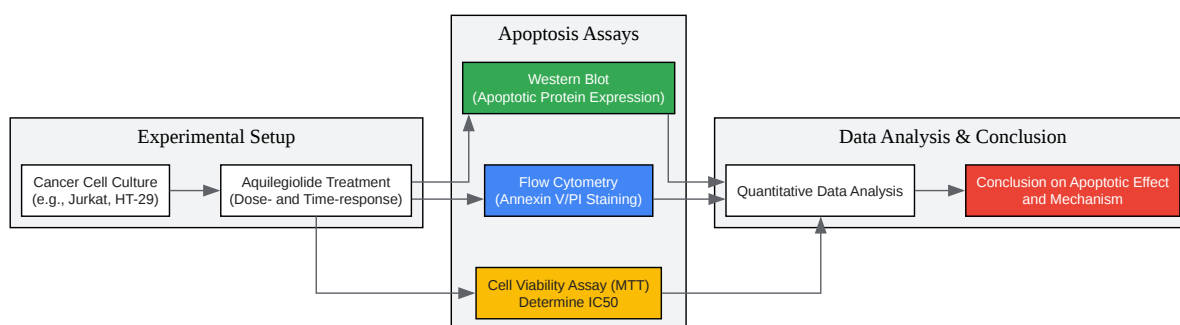 Experimental Setup
Cancer Cell Culture
(e.g., Jurkat, HT-29)
Aquilegiolide Treatment
(Dose- and Time-response)
Apoptosis Assays
Western Blot
(Apoptotic Protein Expression)
Flow Cytometry
(Annexin V/PI Staining)
Cell Viability Assay (MTT)
Determine IC50
Data Analysis & Conclusion
Quantitative Data Analysis
Conclusion on Apoptotic Effect
and Mechanism